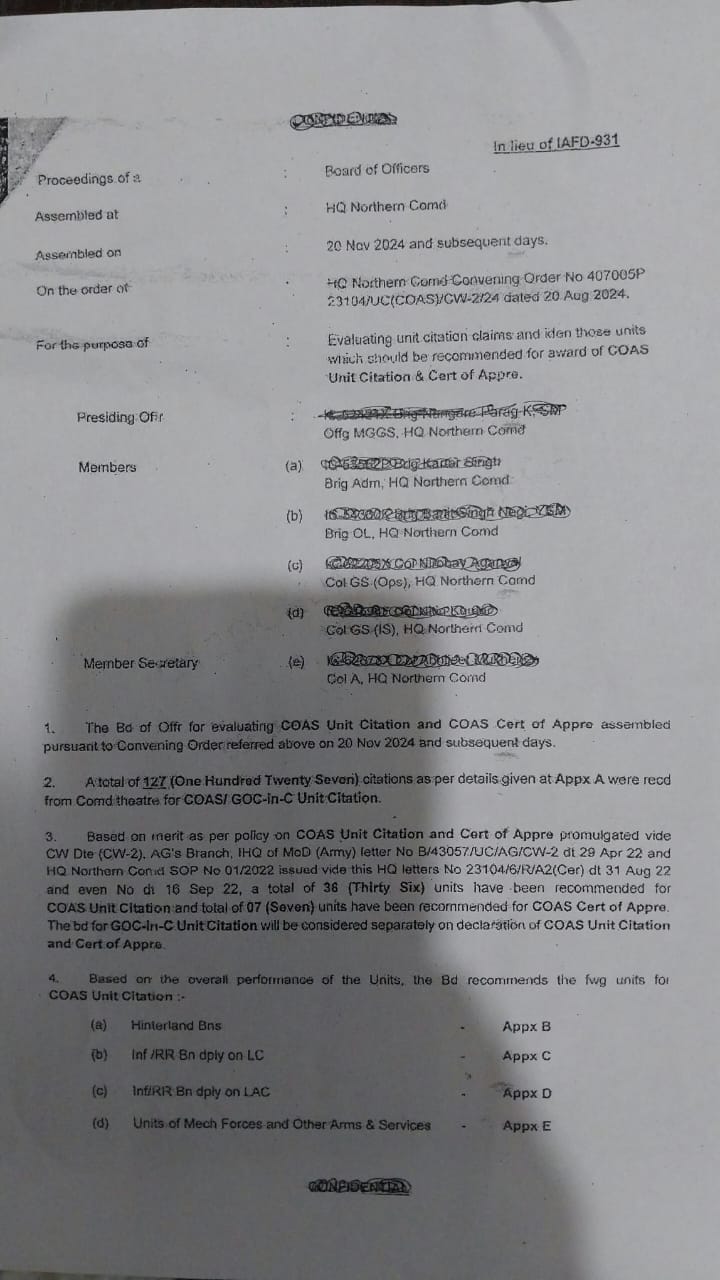 In lieu of IAFD-931
Proceedings of a : Board of Officers
Assembled at : HQ Northern Comd
Assembled on : 20 Nov 2024 and subsequent days.
On the order of : HQ Northern Comd Convening Order No 407005P
23104/UC(COAS)/CW-2/24 dated 20 Aug 2024.
For the purpose of : Evaluating unit citation claims and iden those units
which should be recommended for award of COAS
Unit Citation & Cert of Appre.
Presiding Offr :
Offg MGGS, HQ Northern Comd
Members (a)
Brig Adm, HQ Northern Comd
(b)
Brig OL, HQ Northern Comd
(c)
Col GS (Ops), HQ Northern Comd
(d)
Col GS (IS), HQ Northern Comd
Member Secretary (e)
Col A, HQ Northern Comd
1. The Bd of Offr for evaluating COAS Unit Citation and COAS Cert of Appre assembled
pursuant to Convening Order referred above on 20 Nov 2024 and subsequent days.
2. A total of 127 (One Hundred Twenty Seven) citations as per details given at Appx A were recd
from Comd theatre for COAS/ GOC-in-C Unit Citation.
3. Based on merit as per policy on COAS Unit Citation and Cert of Appre promulgated vide
CW Dte (CW-2), AG's Branch, IHQ of MoD (Army) letter No B/43057/UC/AG/CW-2 dt 29 Apr 22 and
HQ Northern Comd SOP No 01/2022 issued vide this HQ letters No 23104/6/R/A2(Cer) dt 31 Aug 22
and even No dt 16 Sep 22, a total of 36 (Thirty Six) units have been recommended for
COAS Unit Citation and total of 07 (Seven) units have been recommended for COAS Cert of Appre.
The bd for GOC-in-C Unit Citation will be considered separately on declaration of COAS Unit Citation
and Cert of Appre.
4. Based on the overall performance of the Units, the Bd recommends the fwg units for
COAS Unit Citation :-
(a) Hinterland Bns - Appx B
(b) Inf /RR Bn dply on LC - Appx C
(c) Inf/RR Bn dply on LAC - Appx D
(d) Units of Mech Forces and Other Arms & Services - Appx E